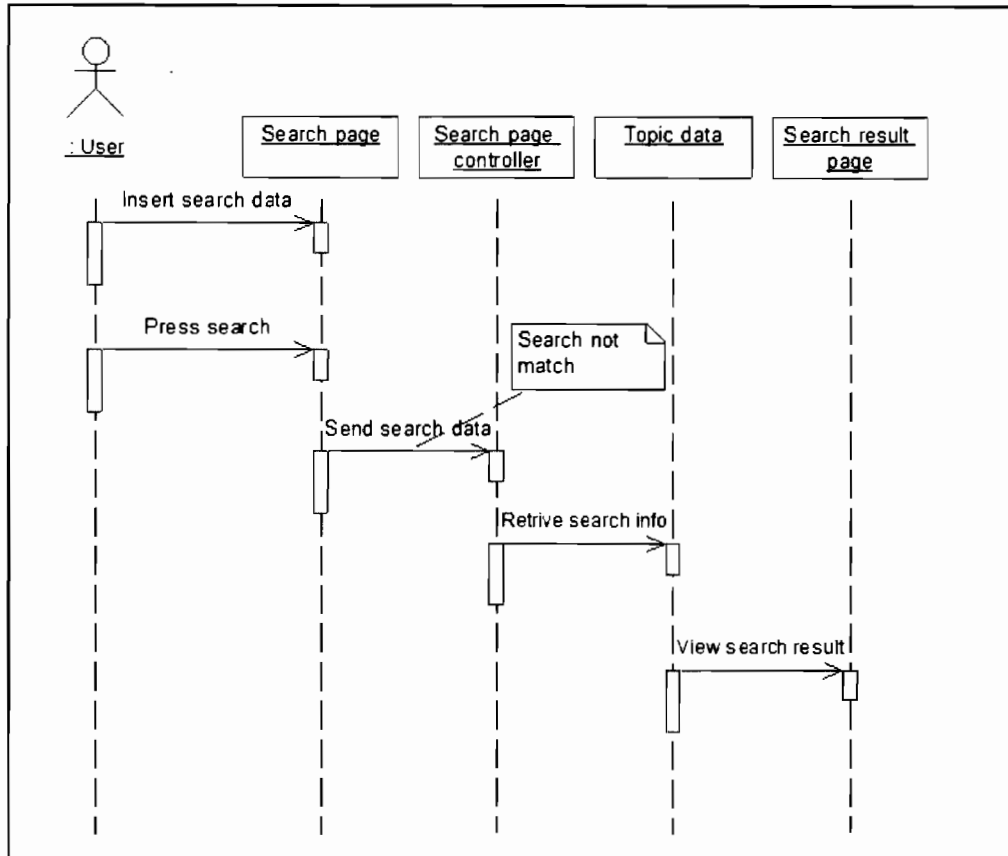 : User
Search page
Search page
controller
Topic data
Search result
page
Insert search data
Press search
Search not
match
Send search data
Retrive search info
View search result